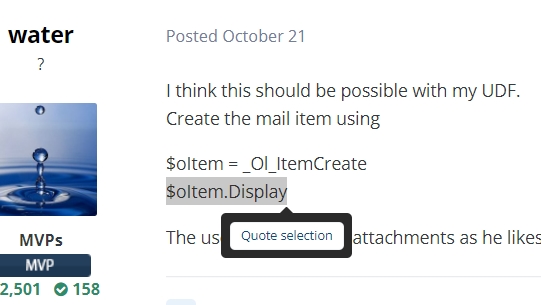 water
?
MVPs
MVP
2,501 158
Posted October 21
I think this should be possible with my UDF.
Create the mail item using
$oItem = _Ol_ItemCreate
$oItem.Display
Quote selection
The attachments as he likes